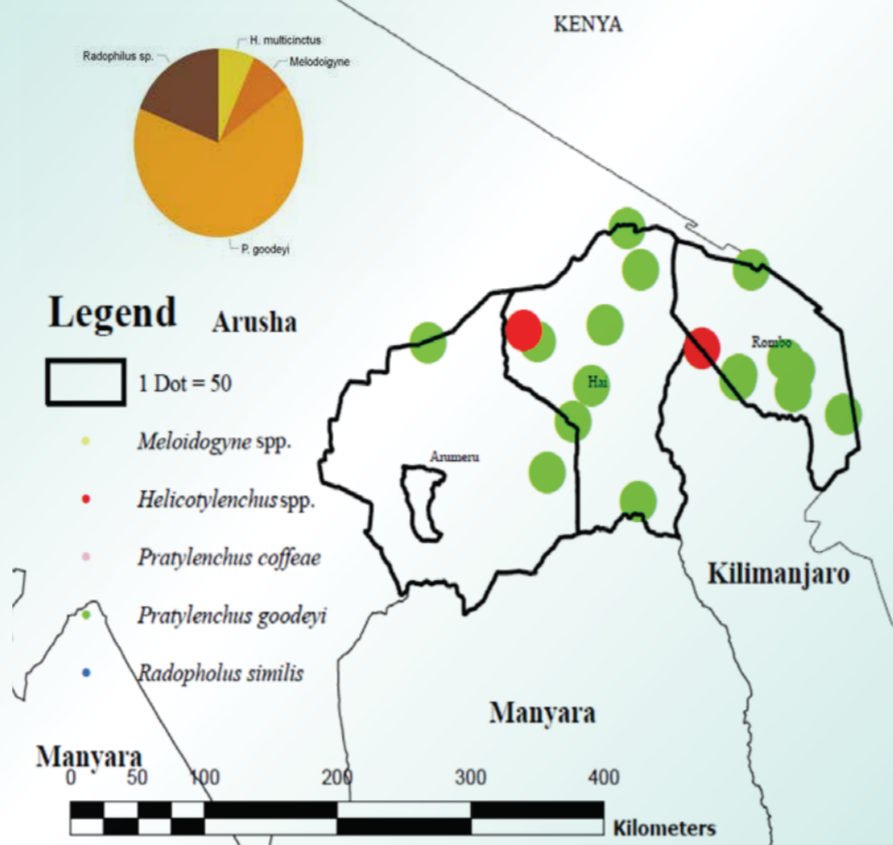 KENYA
H. multicinctus
Radophilus sp.
Melodoigyne
P. goodeyi
Legend
Arusha
1 Dot = 50
Meloidogyne spp.
Helicotylenchus spp.
Pratylenchus coffeae
Pratylenchus goodeyi
Radopholus similis
Rombo
Hai
Arumeru
Kilimanjaro
Manyara
Manyara
0 50 100 200 300 400
Kilometers